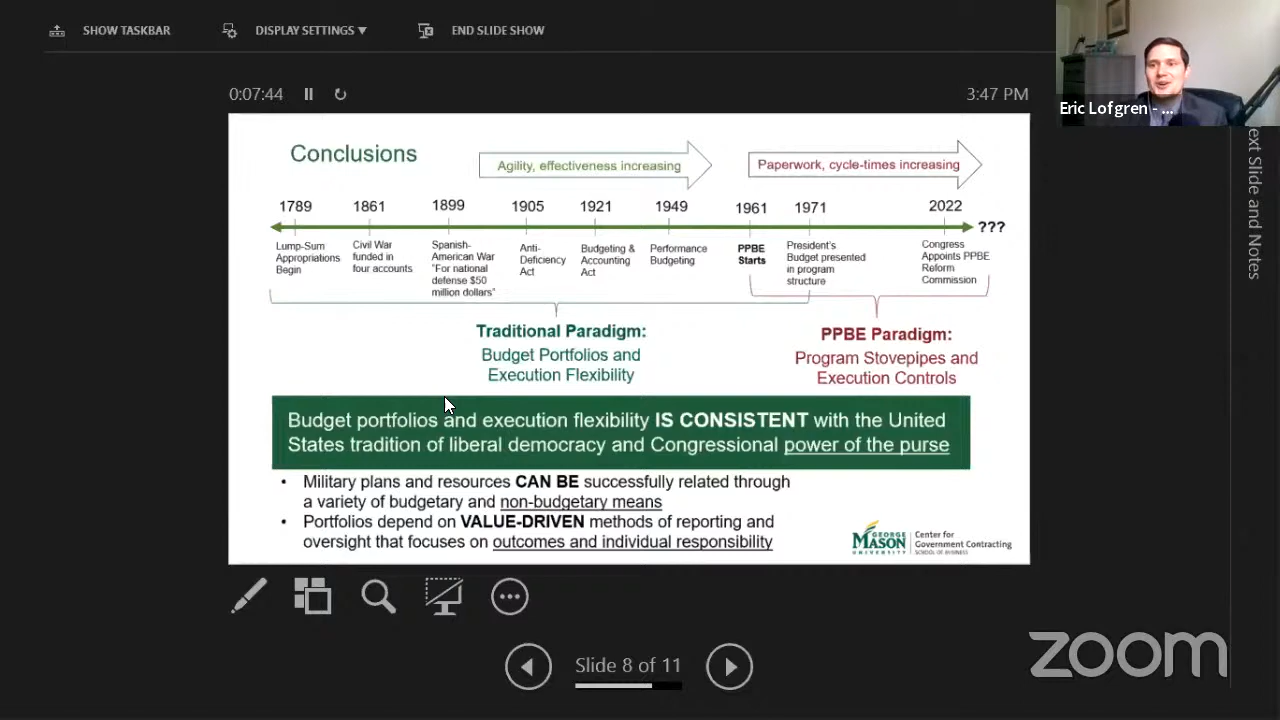 SHOW TASKBAR
DISPLAY SETTINGS
END SLIDE SHOW
Eric Lofgren - ...
0:07:44
3:47 PM
ext Slide and Notes
Conclusions
Agility, effectiveness increasing
Paperwork, cycle-times increasing
1789
1861
1899
1905
1921
1949
1961
1971
2022
???
Lump-Sum
Appropriations
Begin
Civil War
funded in
four accounts
Spanish-
American War
"For national
defense $50
million dollars"
Anti-
Deficiency
Act
Budgeting &
Accounting
Act
Performance
Budgeting
PPBE
Starts
President's
Budget presented
in program
structure
Congress
Appoints PPBE
Reform
Commission
Traditional Paradigm:
Budget Portfolios and
Execution Flexibility
PPBE Paradigm:
Program Stovepipes and
Execution Controls
Budget portfolios and execution flexibility IS CONSISTENT with the United
States tradition of liberal democracy and Congressional power of the purse
• Military plans and resources CAN BE successfully related through
a variety of budgetary and non-budgetary means
• Portfolios depend on VALUE-DRIVEN methods of reporting and
oversight that focuses on outcomes and individual responsibility
GEORGE
MASON
UNIVERSITY
Center for
Government Contracting
SCHOOL OF BUSINESS
Slide 8 of 11
zoom